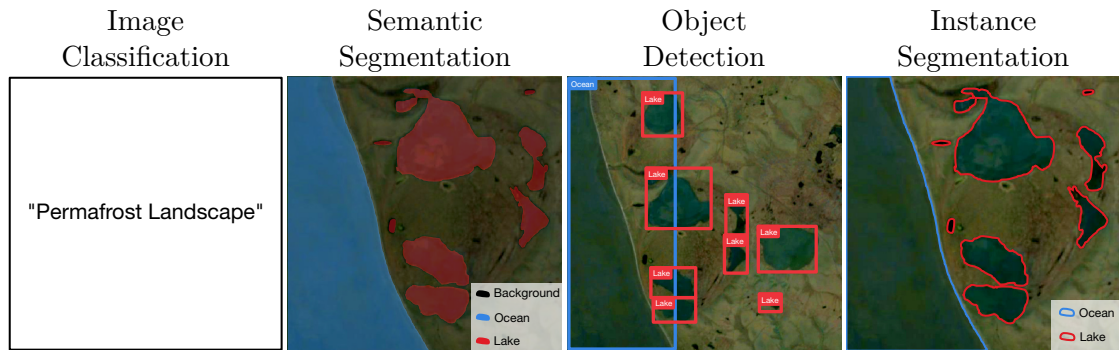 Image
Classification
Semantic
Segmentation
Object
Detection
Instance
Segmentation
"Permafrost Landscape"
Background
Ocean
Lake
Ocean
Lake
Lake
Lake
Lake
Lake
Lake
Lake
Lake
Ocean
Lake